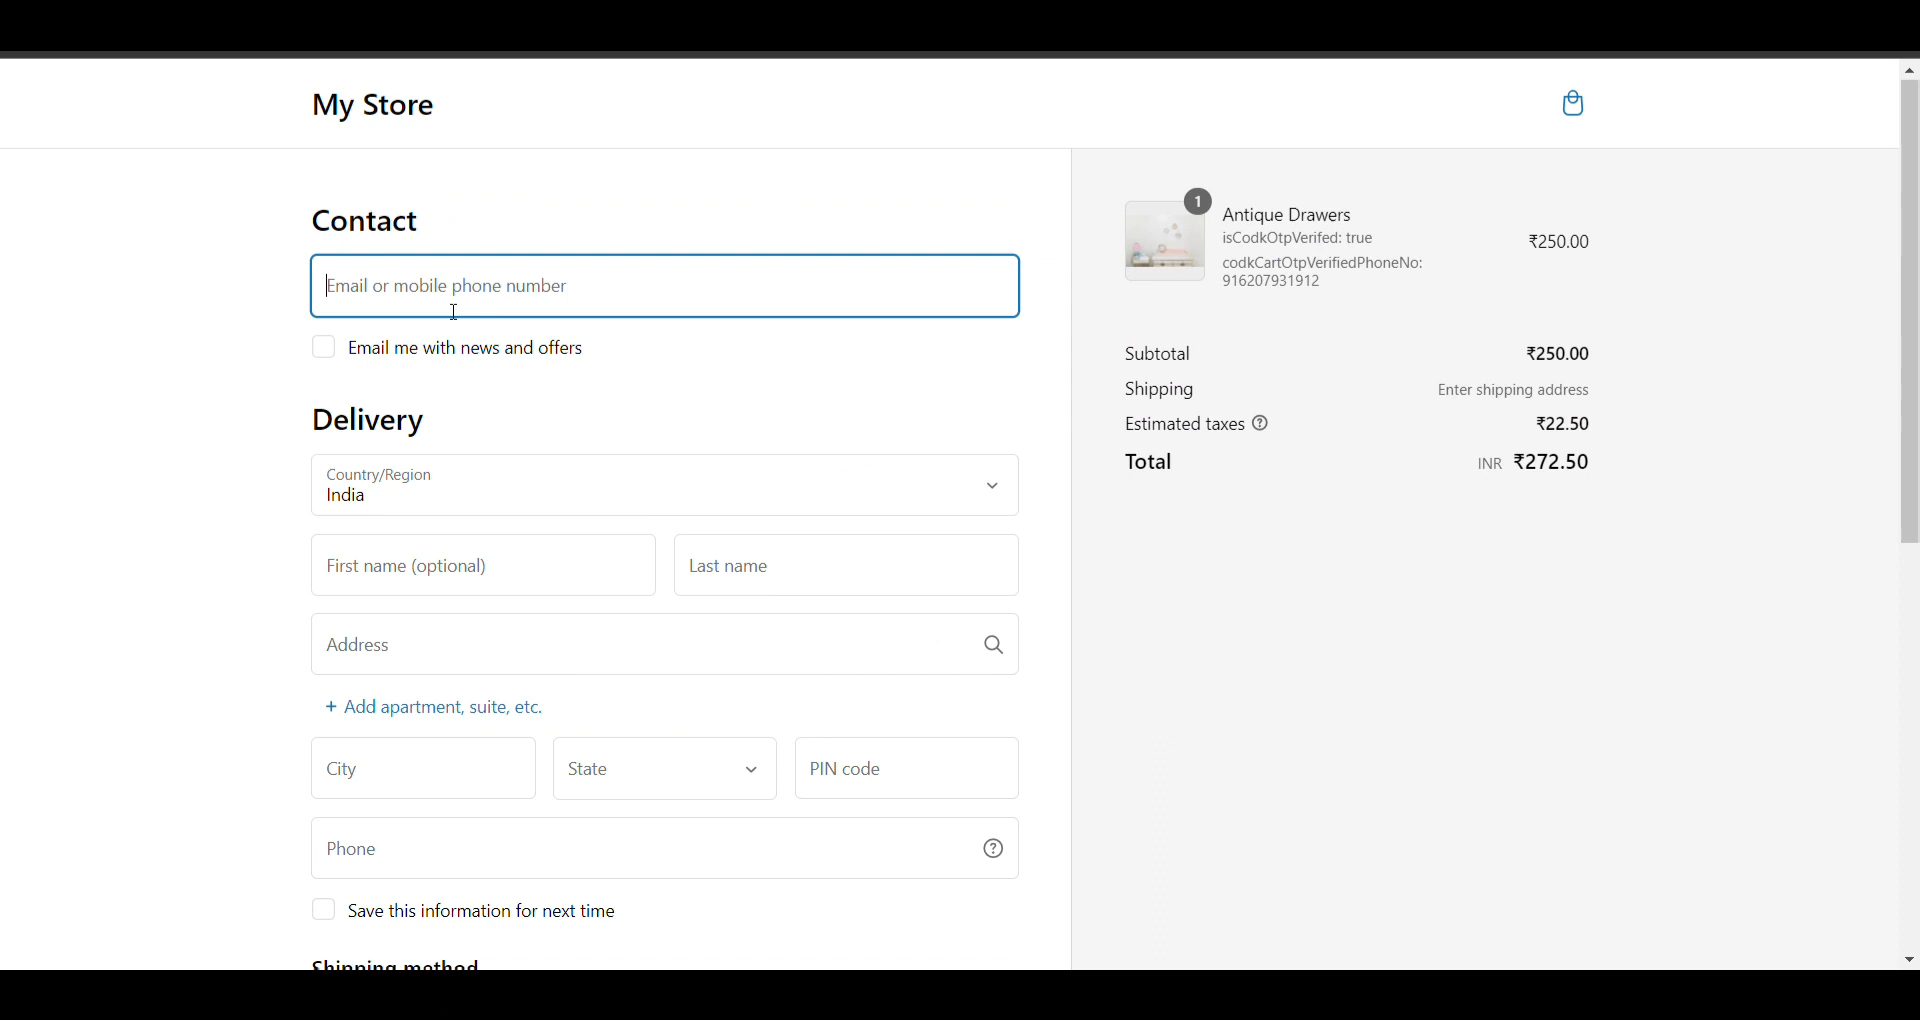 My Store
Contact
Email or mobile phone number
Email me with news and offers
Delivery
Country/Region
India
First name (optional)
Last name
Address
+ Add apartment, suite, etc.
City
State
PIN code
Phone
Save this information for next time
Shipping method
1
Antique Drawers
isCodkOtpVerifed: true
codkCartOtpVerifiedPhoneNo:
916207931912
₹250.00
Subtotal ₹250.00
Shipping Enter shipping address
Estimated taxes ₹22.50
Total INR ₹272.50